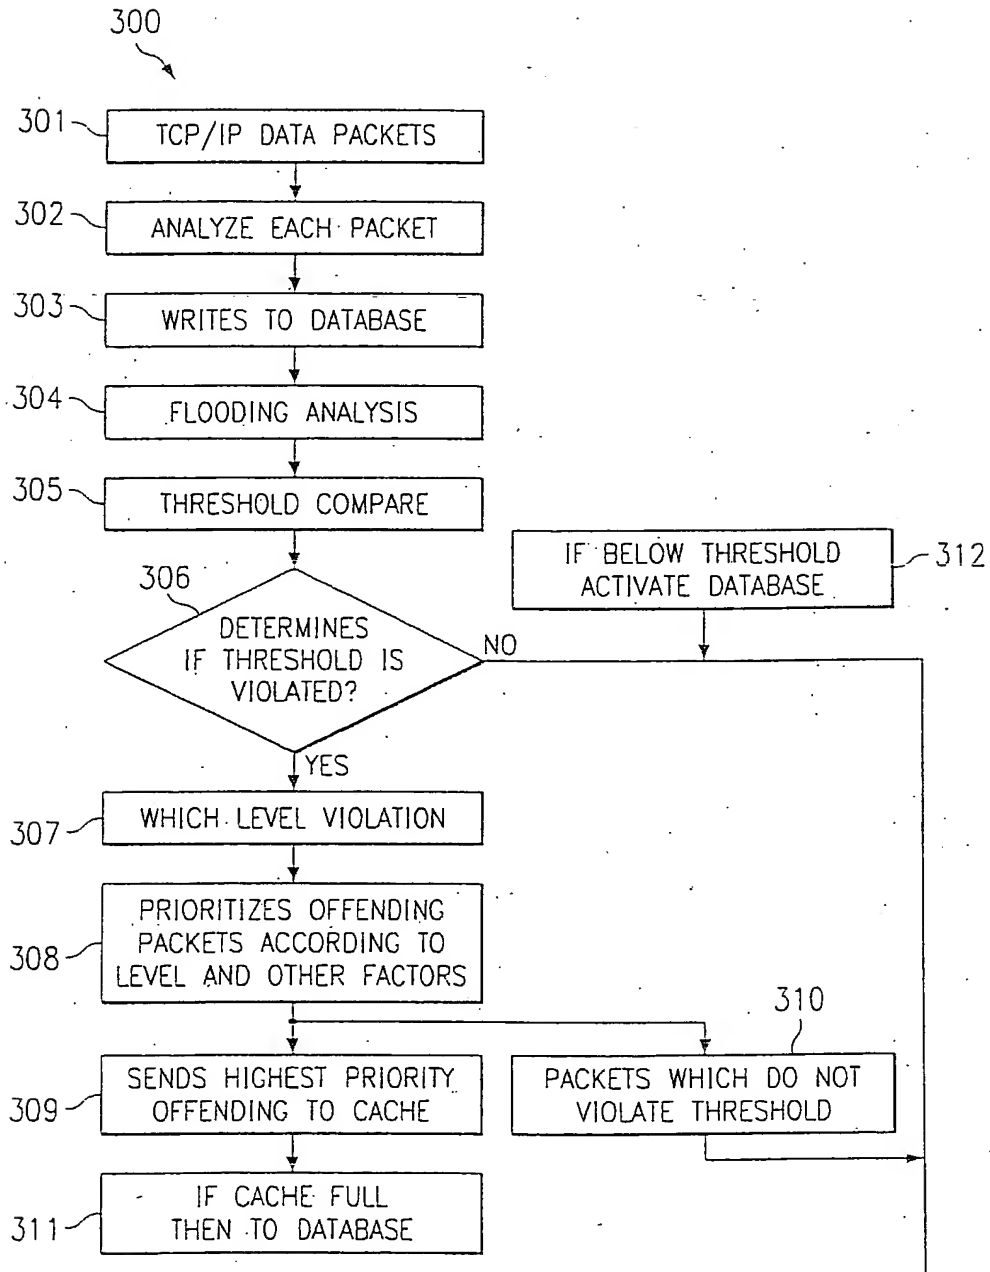 300
301
TCP/IP DATA PACKETS
302
ANALYZE EACH PACKET
303
WRITES TO DATABASE
304
FLOODING ANALYSIS
305
THRESHOLD COMPARE
IF BELOW THRESHOLD
ACTIVATE DATABASE
312
306
DETERMINES
IF THRESHOLD IS
VIOLATED?
NO
YES
307
WHICH LEVEL VIOLATION
308
PRIORITIZES OFFENDING
PACKETS ACCORDING TO
LEVEL AND OTHER FACTORS
310
309
SENDS HIGHEST PRIORITY
OFFENDING TO CACHE
PACKETS WHICH DO NOT
VIOLATE THRESHOLD
311
IF CACHE FULL
THEN TO DATABASE